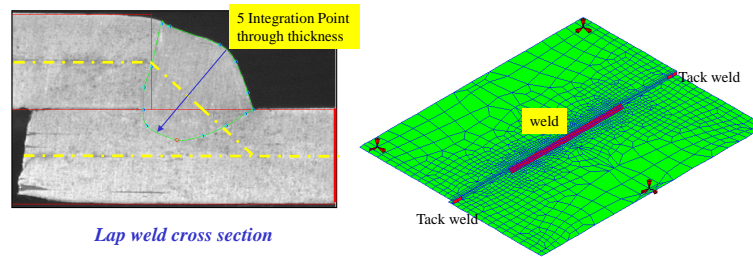 5 Integration Point
through thickness
Tack weld
weld
Tack weld
Lap weld cross section